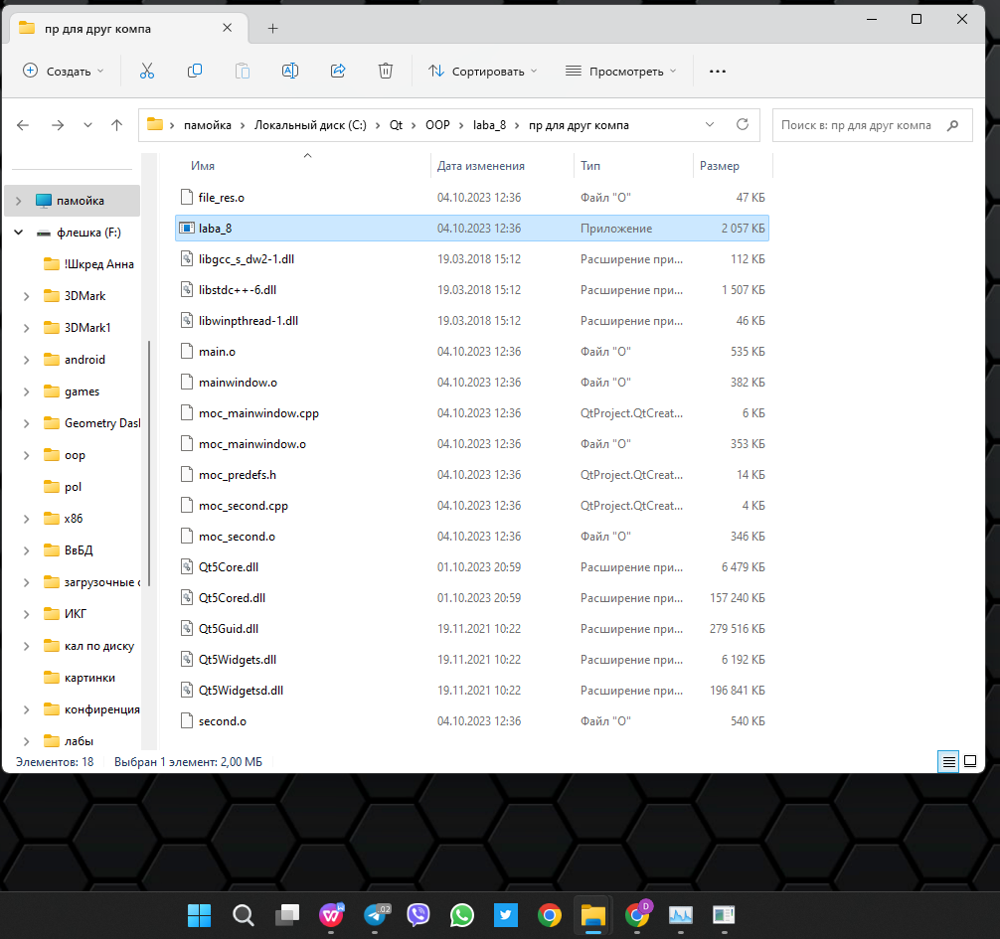 пр для друг компа
Создать
Сортировать
Просмотреть
памойка
Локальный диск (C:)
Qt
OOP
laba_8
пр для друг компа
Поиск в: пр для друг компа
Имя
Дата изменения
Тип
Размер
file_res.o 04.10.2023 12:36 Файл "O" 47 КБ
laba_8 04.10.2023 12:36 Приложение 2 057 КБ
libgcc_s_dw2-1.dll 19.03.2018 15:12 Расширение при... 112 КБ
libstdc++-6.dll 19.03.2018 15:12 Расширение при... 1 507 КБ
libwinpthread-1.dll 19.03.2018 15:12 Расширение при... 46 КБ
main.o 04.10.2023 12:36 Файл "O" 535 КБ
mainwindow.o 04.10.2023 12:36 Файл "O" 382 КБ
moc_mainwindow.cpp 04.10.2023 12:36 QtProject.QtCreat... 6 КБ
moc_mainwindow.o 04.10.2023 12:36 Файл "O" 353 КБ
moc_predefs.h 04.10.2023 12:36 QtProject.QtCreat... 14 КБ
moc_second.cpp 04.10.2023 12:36 QtProject.QtCreat... 4 КБ
moc_second.o 04.10.2023 12:36 Файл "O" 346 КБ
Qt5Core.dll 01.10.2023 20:59 Расширение при... 6 479 КБ
Qt5Cored.dll 01.10.2023 20:59 Расширение при... 157 240 КБ
Qt5Guid.dll 19.11.2021 10:22 Расширение при... 279 516 КБ
Qt5Widgets.dll 19.11.2021 10:22 Расширение при... 6 192 КБ
Qt5Widgetsd.dll 19.11.2021 10:22 Расширение при... 196 841 КБ
second.o 04.10.2023 12:36 Файл "O" 540 КБ
памойка
флешка (F:)
!Шкред Анна
3DMark
3DMark1
android
games
Geometry Das
oop
pol
x86
ВвБД
загрузочные
ИКГ
кал по диску
картинки
конфиренция
лабы
Элементов: 18
Выбран 1 элемент: 2,00 МБ
.02
D